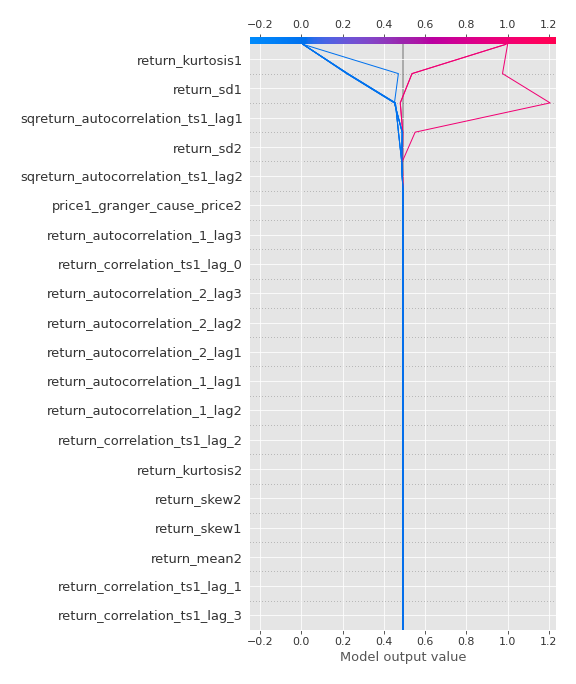 −0.2 0.0 0.2 0.4 0.6 0.8 1.0 1.2
return_kurtosis1
return_sd1
sqreturn_autocorrelation_ts1_lag1
return_sd2
sqreturn_autocorrelation_ts1_lag2
price1_granger_cause_price2
return_autocorrelation_1_lag3
return_correlation_ts1_lag_0
return_autocorrelation_2_lag3
return_autocorrelation_2_lag2
return_autocorrelation_2_lag1
return_autocorrelation_1_lag1
return_autocorrelation_1_lag2
return_correlation_ts1_lag_2
return_kurtosis2
return_skew2
return_skew1
return_mean2
return_correlation_ts1_lag_1
return_correlation_ts1_lag_3
−0.2 0.0 0.2 0.4 0.6 0.8 1.0 1.2
Model output value